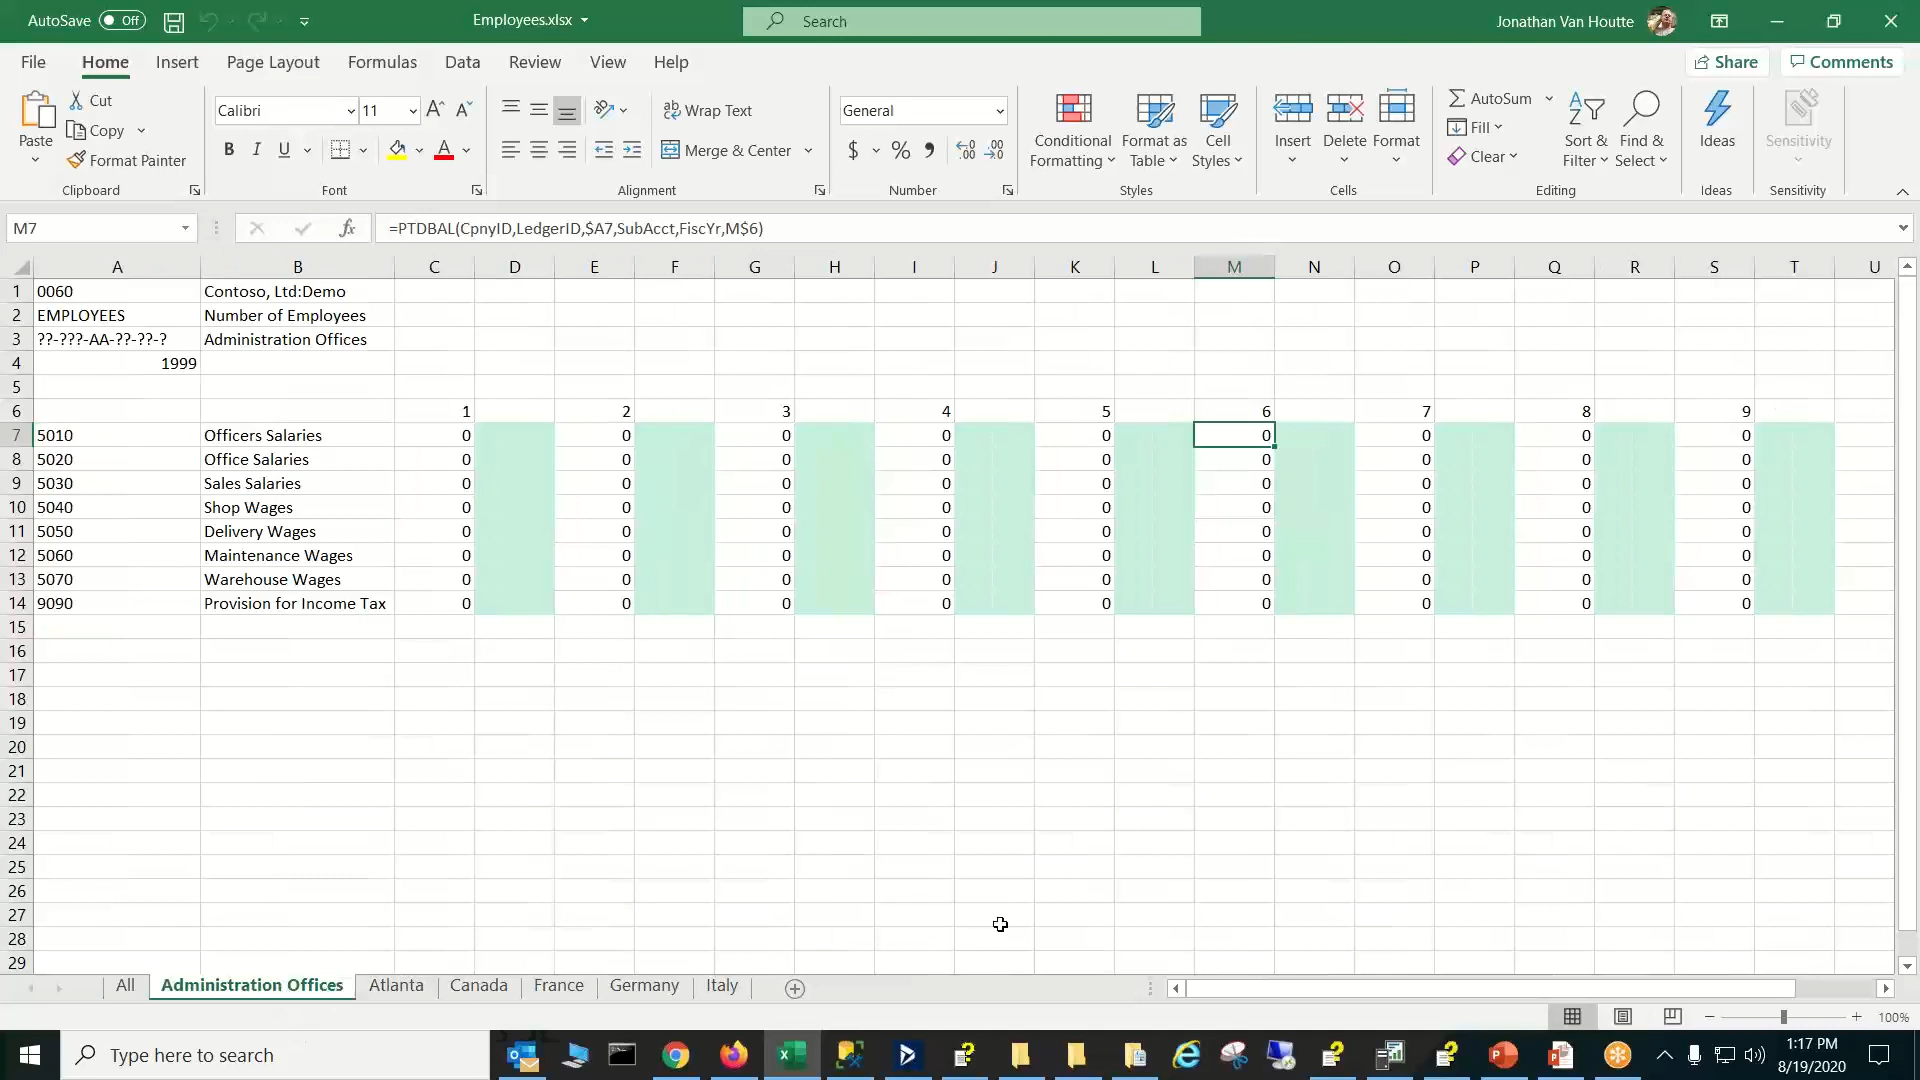 AutoSave Off
Employees.xlsx
Search
Jonathan Van Houtte
File Home Insert Page Layout Formulas Data Review View Help
Share Comments
Paste
Cut
Copy
Format Painter
Clipboard
Calibri 11
B I U
Font
Wrap Text
Merge & Center
Alignment
General
$ % ,
Number
Conditional Formatting
Format as Table
Cell Styles
Styles
Insert Delete Format
Cells
AutoSum
Fill
Clear
Sort & Filter
Find & Select
Editing
Ideas
Ideas
Sensitivity
Sensitivity
M7 fx =PTDBAL(CpnyID,LedgerID,$A7,SubAcct,FiscYr,M$6)
A B C D E F G H I J K L M N O P Q R S T U
1 0060 Contoso, Ltd:Demo
2 EMPLOYEES Number of Employees
3 ??-???-AA-??-??-? Administration Offices
4 1999
5
6 1 2 3 4 5 6 7 8 9
7 5010 Officers Salaries 0 0 0 0 0 0 0 0 0
8 5020 Office Salaries 0 0 0 0 0 0 0 0 0
9 5030 Sales Salaries 0 0 0 0 0 0 0 0 0
10 5040 Shop Wages 0 0 0 0 0 0 0 0 0
11 5050 Delivery Wages 0 0 0 0 0 0 0 0 0
12 5060 Maintenance Wages 0 0 0 0 0 0 0 0 0
13 5070 Warehouse Wages 0 0 0 0 0 0 0 0 0
14 9090 Provision for Income Tax 0 0 0 0 0 0 0 0 0
15
16
17
18
19
20
21
22
23
24
25
26
27
28
29
All Administration Offices Atlanta Canada France Germany Italy
100%
Type here to search
1:17 PM
8/19/2020